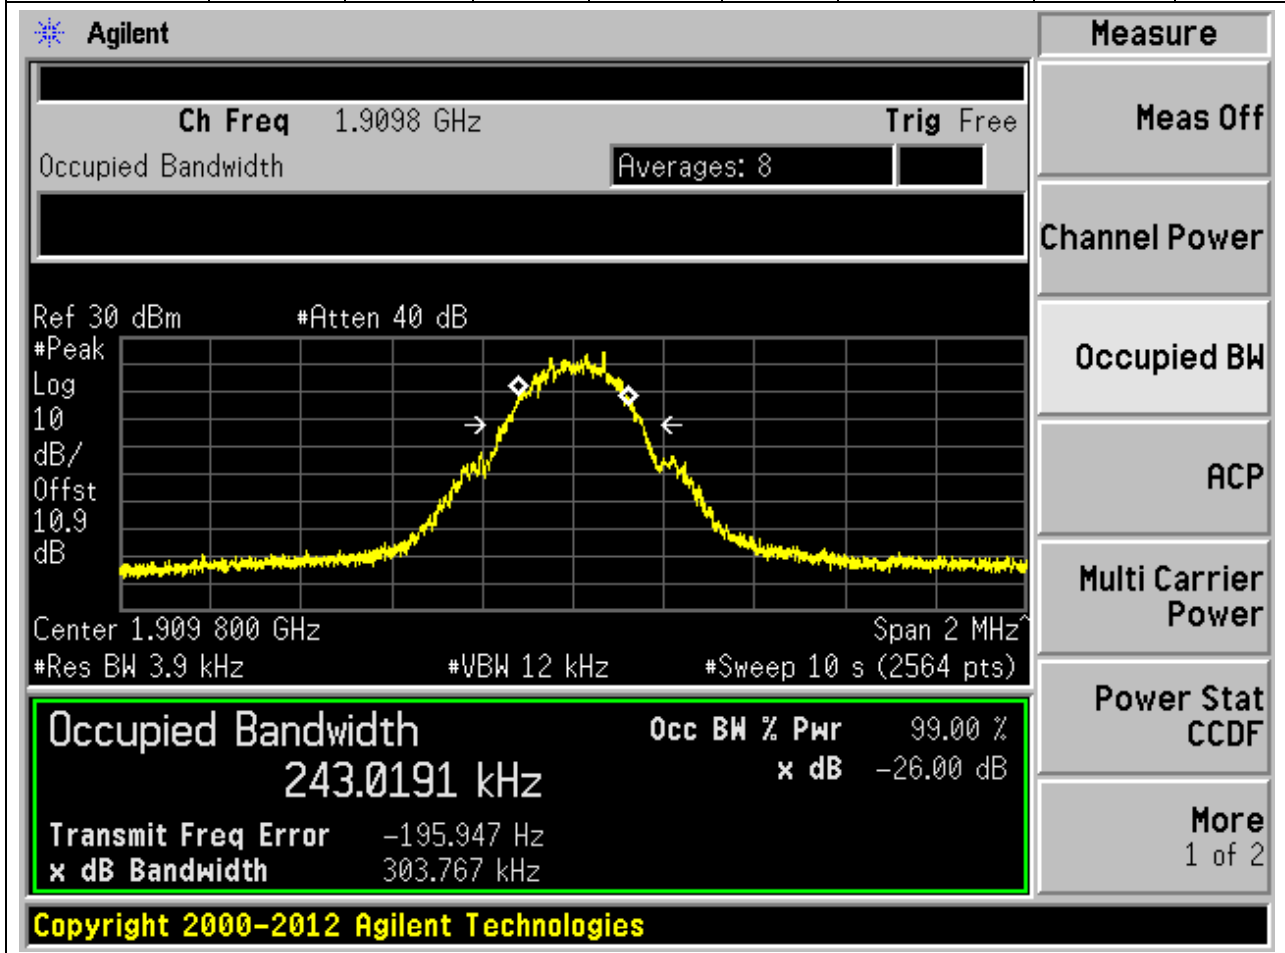 Agilent
Measure
Ch Freq 1.9098 GHz Trig Free
Occupied Bandwidth Averages: 8
Meas Off
Channel Power
Occupied BW
ACP
Multi Carrier
Power
Power Stat
CCDF
More
1 of 2
Ref 30 dBm #Atten 40 dB
#Peak
Log
10
dB/
Offst
10.9
dB
Center 1.909 800 GHz Span 2 MHz^
#Res BW 3.9 kHz #VBW 12 kHz #Sweep 10 s (2564 pts)
Occupied Bandwidth Occ BW % Pwr 99.00 %
243.0191 kHz x dB -26.00 dB
Transmit Freq Error -195.947 Hz
x dB Bandwidth 303.767 kHz
Copyright 2000-2012 Agilent Technologies